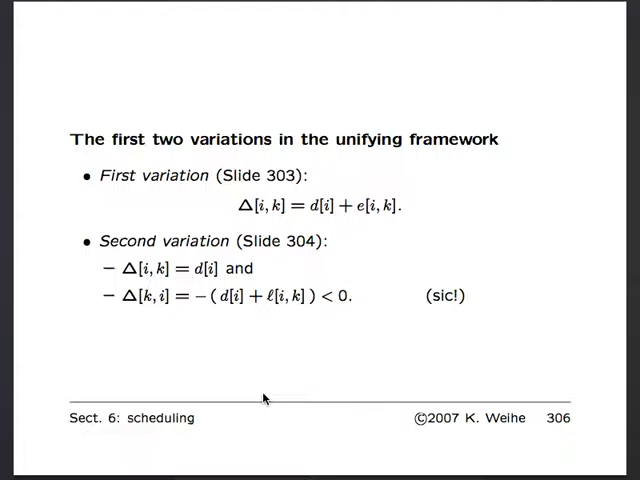 The first two variations in the unifying framework
• First variation (Slide 303):
Δ[i, k] = d[i] + e[i, k].
• Second variation (Slide 304):
– Δ[i, k] = d[i] and
– Δ[k, i] = −( d[i] + ℓ[i, k] ) < 0. (sic!)
Sect. 6: scheduling ©2007 K. Weihe 306